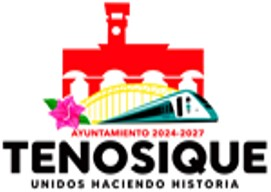 AYUNTAMIENTO 2024-2027
TENOSIQUE
UNIDOS HACIENDO HISTORIA